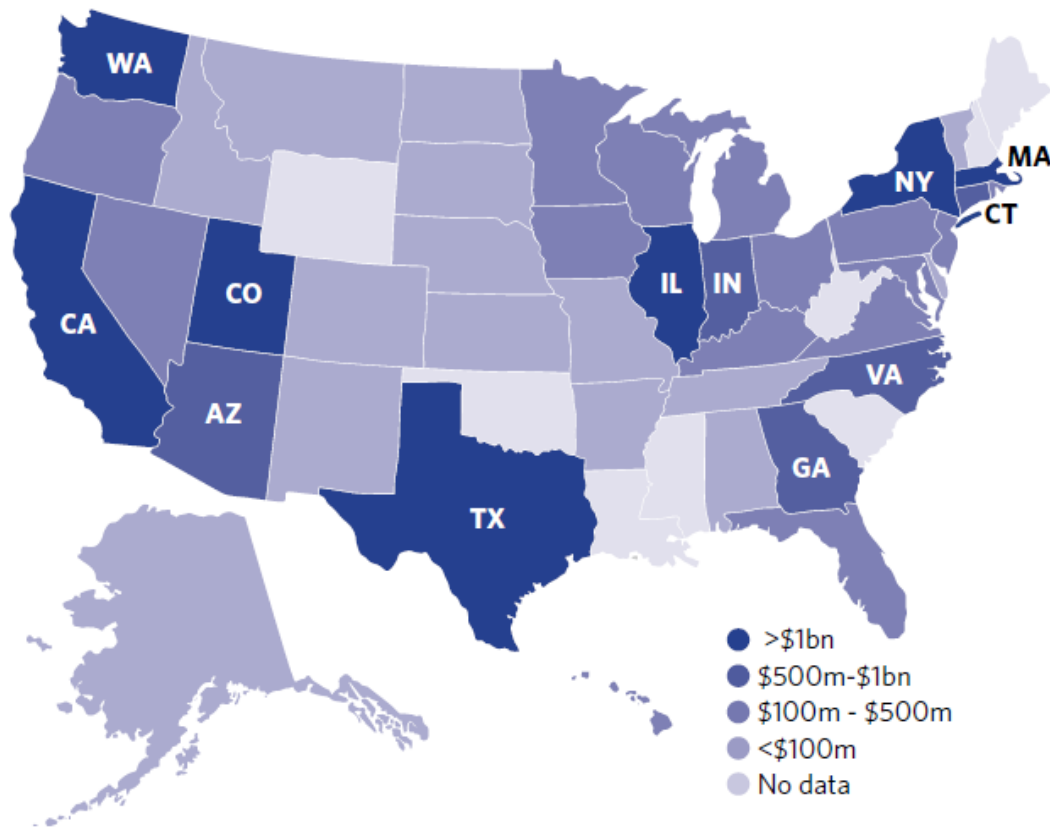 WA
MA
NY
CT
CO
IL
IN
CA
VA
AZ
GA
TX
>$1bn
$500m-$1bn
$100m - $500m
<$100m
No data